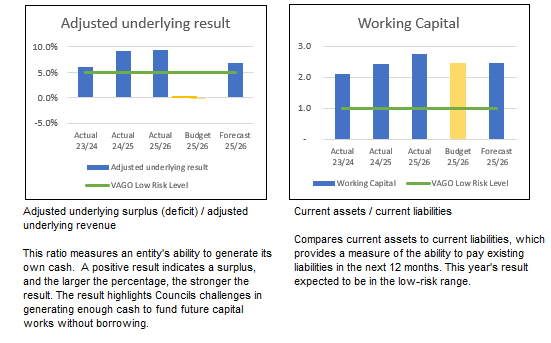 Adjusted underlying result
10.0%
5.0%
0.0%
-5.0%
Actual Actual Actual Budget Forecast
23/24 24/25 25/26 25/26 25/26
Adjusted underlying result
VAGO Low Risk Level
Adjusted underlying surplus (deficit) / adjusted
underlying revenue
This ratio measures an entity's ability to generate its
own cash.  A positive result indicates a surplus,
and the larger the percentage, the stronger the
result. The result highlights Councils challenges in
generating enough cash to fund future capital
works without borrowing.
Working Capital
3.0
2.0
1.0
-
Actual Actual Actual Budget Forecast
23/24 24/25 25/26 25/26 25/26
Working Capital VAGO Low Risk Level
Current assets / current liabilities
Compares current assets to current liabilities, which
provides a measure of the ability to pay existing
liabilities in the next 12 months. This year's result
expected to be in the low-risk range.